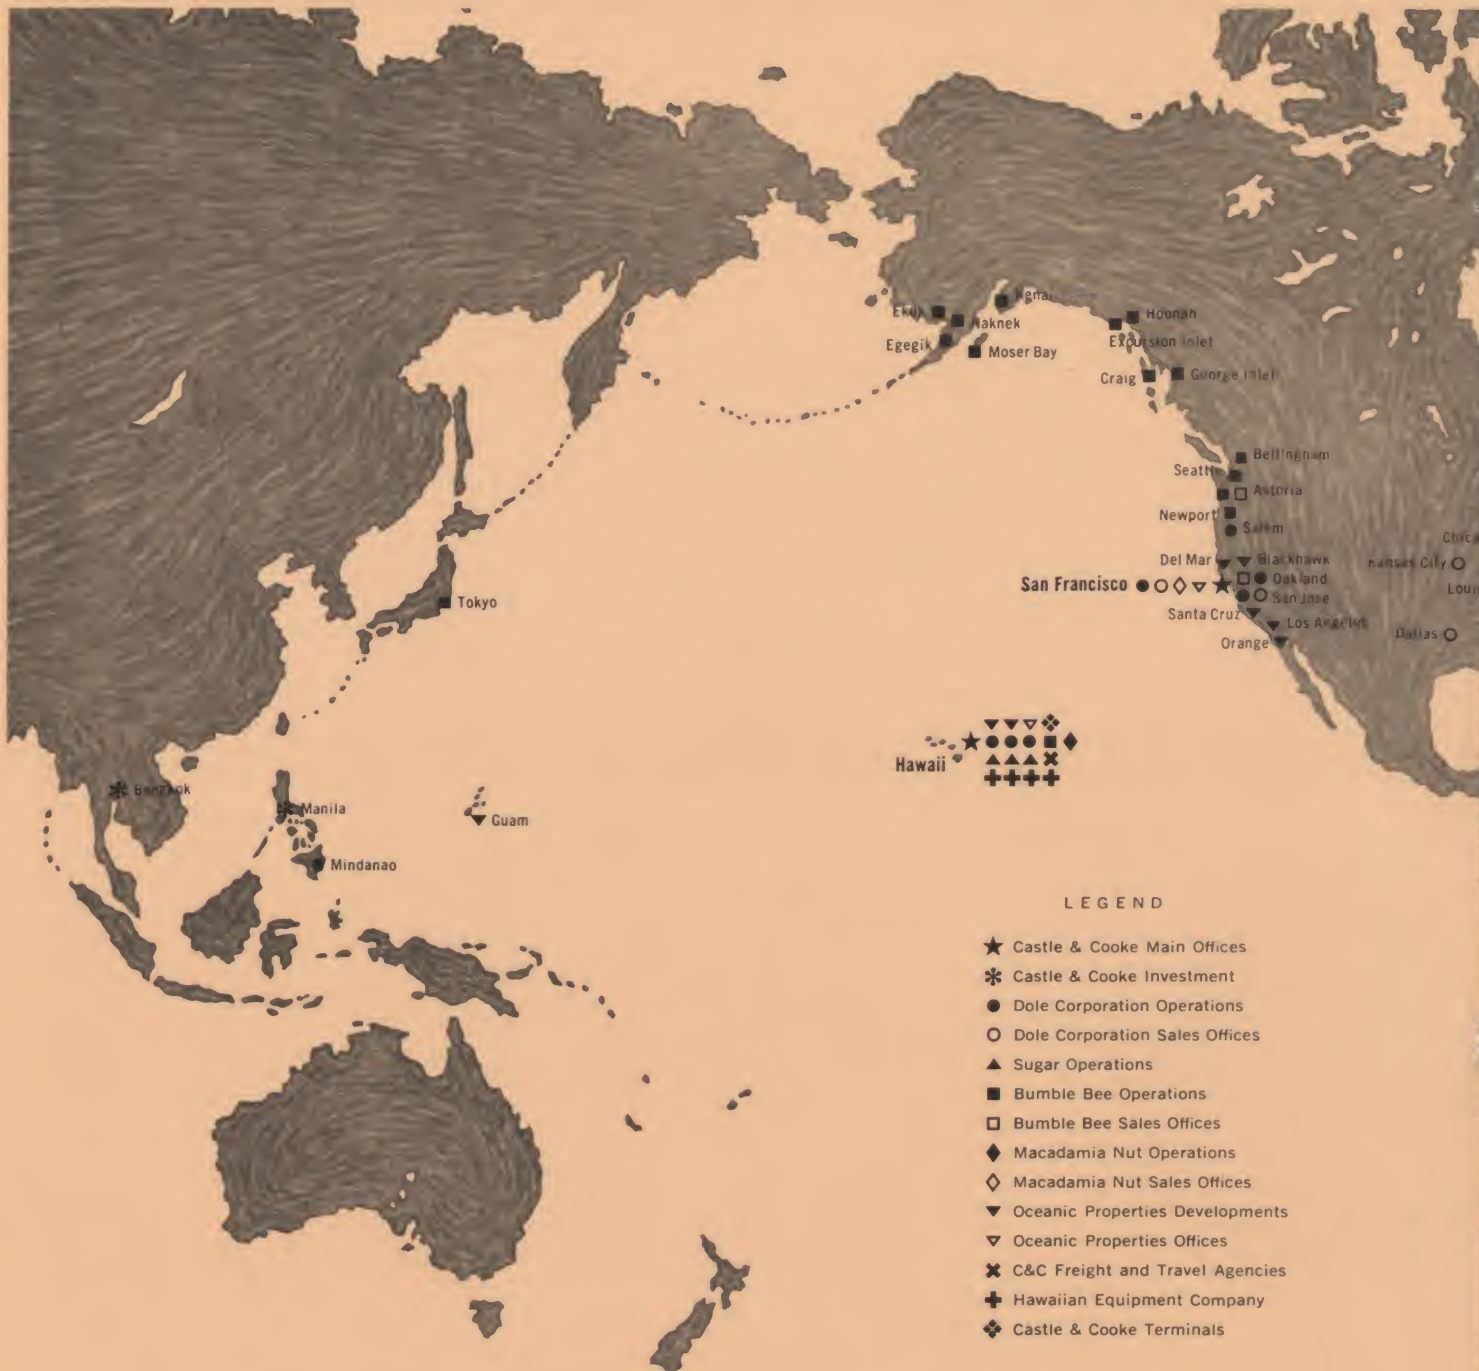 Ekuk
Naknek
Egegik
Moser Bay
Hoonah
Excursion Inlet
Craig
George Inlet
Bellingham
Seattle
Astoria
Newport
Salem
Chica
Del Mar
Blackhawk
Kansas City
San Francisco
Oakland
San Jose
Loui
Santa Cruz
Los Angeles
Orange
Dallas
Tokyo
Hawaii
Bangkok
Manila
Guam
Mindanao
LEGEND
Castle & Cooke Main Offices
Castle & Cooke Investment
Dole Corporation Operations
Dole Corporation Sales Offices
Sugar Operations
Bumble Bee Operations
Bumble Bee Sales Offices
Macadamia Nut Operations
Macadamia Nut Sales Offices
Oceanic Properties Developments
Oceanic Properties Offices
C&C Freight and Travel Agencies
Hawaiian Equipment Company
Castle & Cooke Terminals